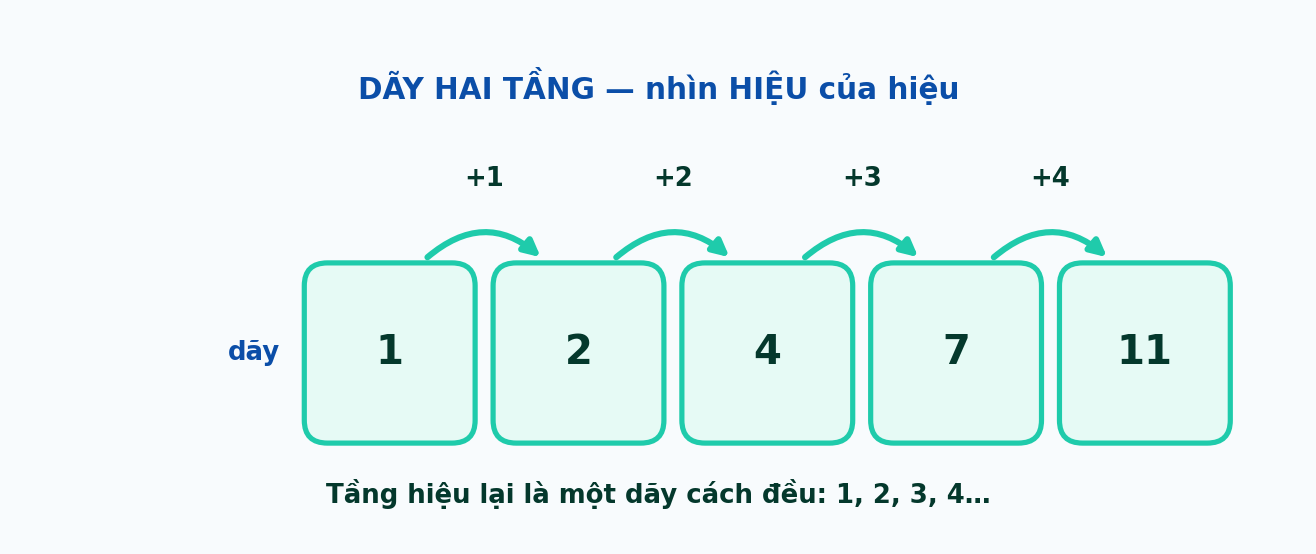 DÃY HAI TẦNG — nhìn HIỆU của hiệu
+1 +2 +3 +4
dãy 1 2 4 7 11
Tầng hiệu lại là một dãy cách đều: 1, 2, 3, 4…